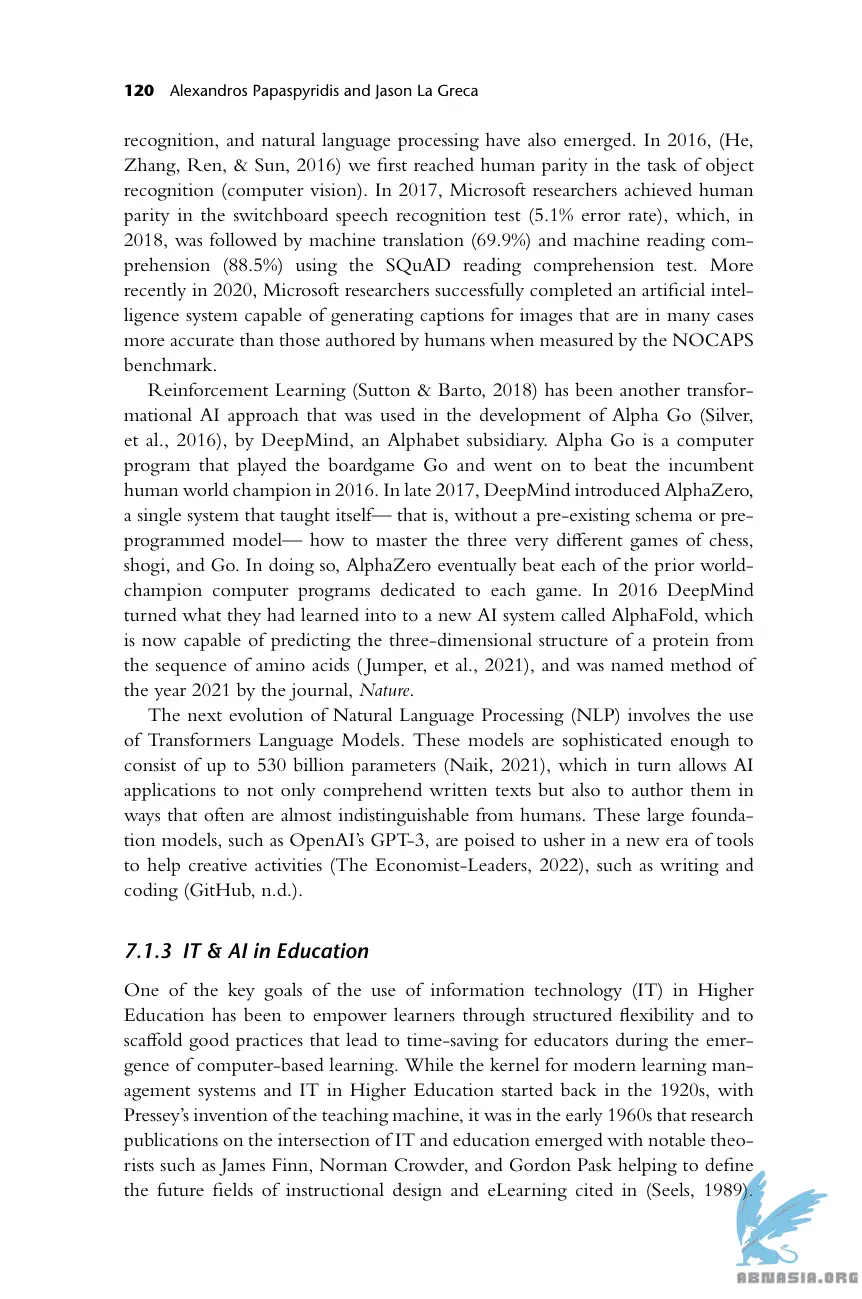 120 Alexandros Papaspyridis and Jason La Greca
recognition, and natural language processing have also emerged. In 2016, (He,
Zhang, Ren, & Sun, 2016) we first reached human parity in the task of object
recognition (computer vision). In 2017, Microsoft researchers achieved human
parity in the switchboard speech recognition test (5.1% error rate), which, in
2018, was followed by machine translation (69.9%) and machine reading com-
prehension (88.5%) using the SQuAD reading comprehension test. More
recently in 2020, Microsoft researchers successfully completed an artificial intel-
ligence system capable of generating captions for images that are in many cases
more accurate than those authored by humans when measured by the NOCAPS
benchmark.
Reinforcement Learning (Sutton & Barto, 2018) has been another transfor-
mational AI approach that was used in the development of Alpha Go (Silver,
et al., 2016), by DeepMind, an Alphabet subsidiary. Alpha Go is a computer
program that played the boardgame Go and went on to beat the incumbent
human world champion in 2016. In late 2017, DeepMind introduced AlphaZero,
a single system that taught itself— that is, without a pre-existing schema or pre-
programmed model— how to master the three very different games of chess,
shogi, and Go. In doing so, AlphaZero eventually beat each of the prior world-
champion computer programs dedicated to each game. In 2016 DeepMind
turned what they had learned into to a new AI system called AlphaFold, which
is now capable of predicting the three-dimensional structure of a protein from
the sequence of amino acids (Jumper, et al., 2021), and was named method of
the year 2021 by the journal, Nature.
The next evolution of Natural Language Processing (NLP) involves the use
of Transformers Language Models. These models are sophisticated enough to
consist of up to 530 billion parameters (Naik, 2021), which in turn allows AI
applications to not only comprehend written texts but also to author them in
ways that often are almost indistinguishable from humans. These large founda-
tion models, such as OpenAI's GPT-3, are poised to usher in a new era of tools
to help creative activities (The Economist-Leaders, 2022), such as writing and
coding (GitHub, n.d.).
7.1.3 IT & AI in Education
One of the key goals of the use of information technology (IT) in Higher
Education has been to empower learners through structured flexibility and to
scaffold good practices that lead to time-saving for educators during the emer-
gence of computer-based learning. While the kernel for modern learning man-
agement systems and IT in Higher Education started back in the 1920s, with
Pressey's invention of the teaching machine, it was in the early 1960s that research
publications on the intersection of IT and education emerged with notable theo-
rists such as James Finn, Norman Crowder, and Gordon Pask helping to define
the future fields of instructional design and eLearning cited in (Seels, 1989).
ABNASIA.ORG